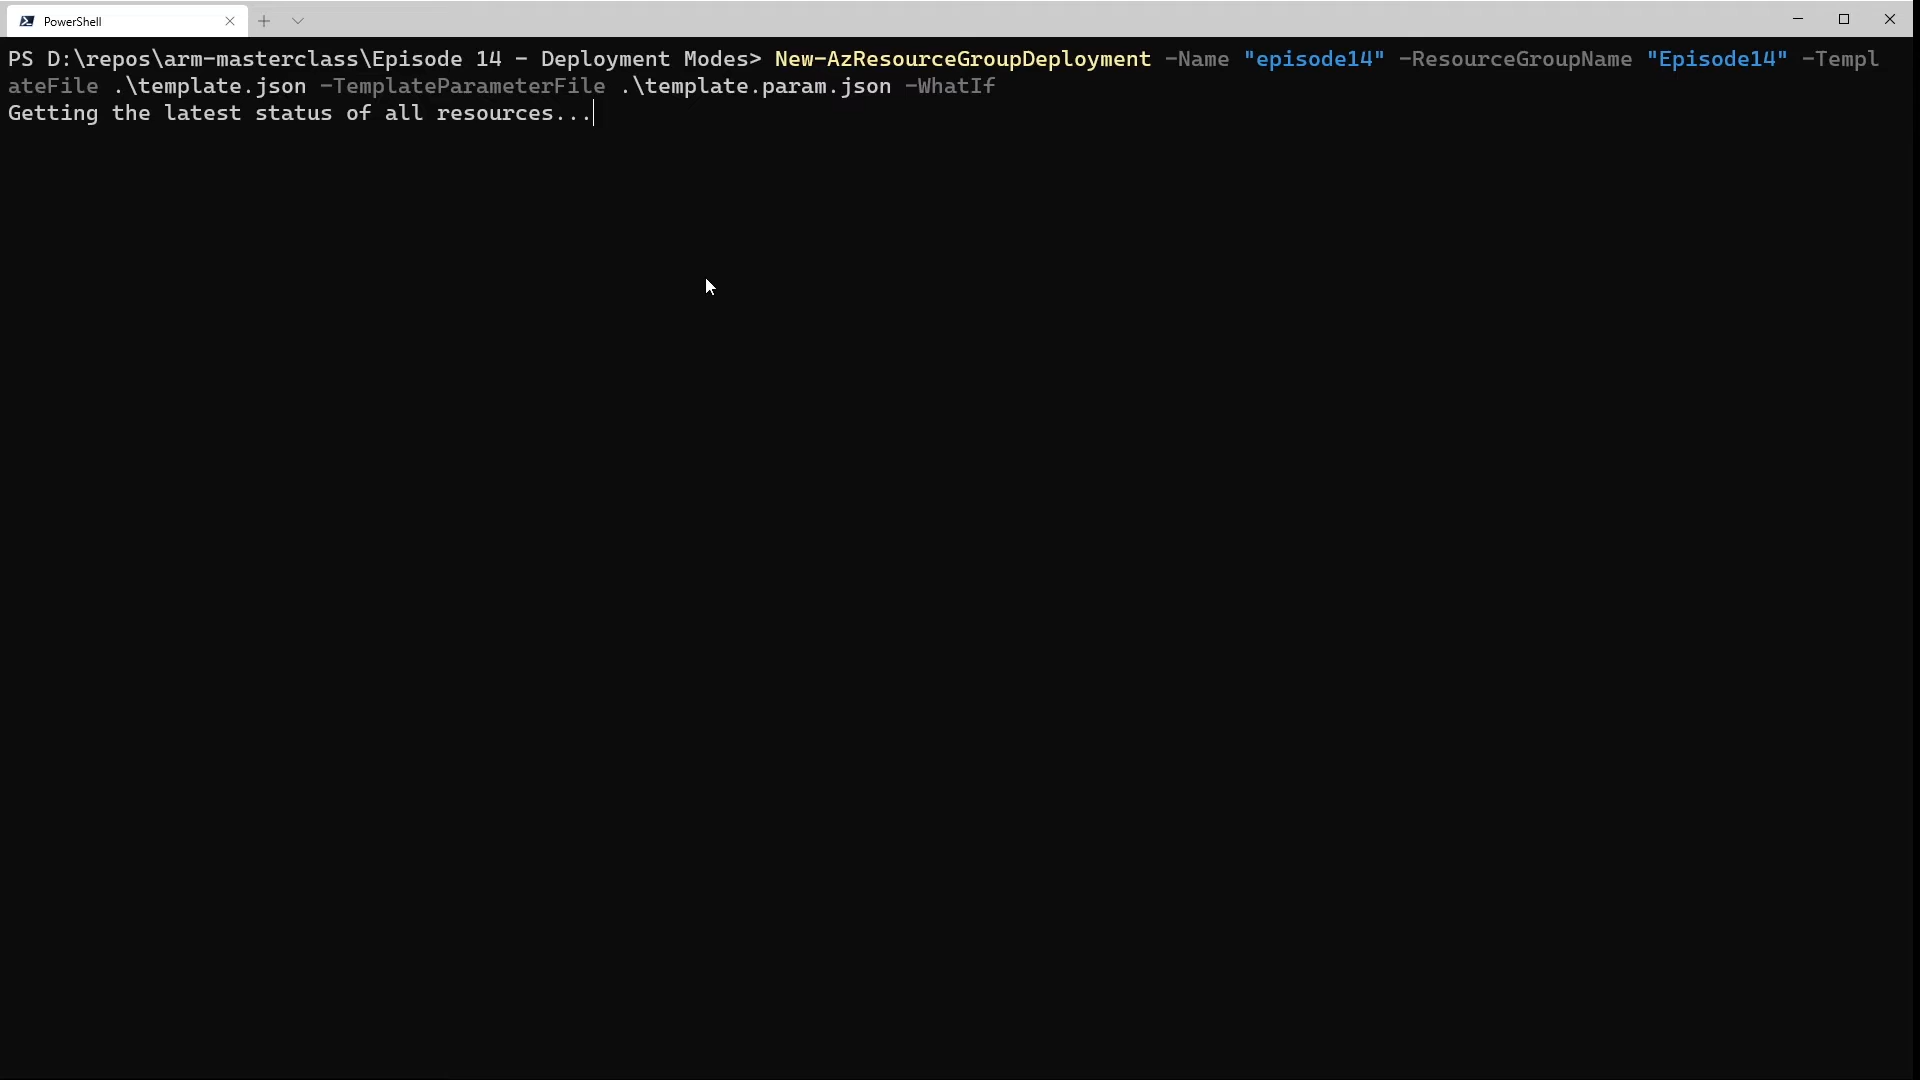 PowerShell
PS D:\repos\arm-masterclass\Episode 14 - Deployment Modes> New-AzResourceGroupDeployment -Name "episode14" -ResourceGroupName "Episode14" -Templ
ateFile .\template.json -TemplateParameterFile .\template.param.json -WhatIf
Getting the latest status of all resources...